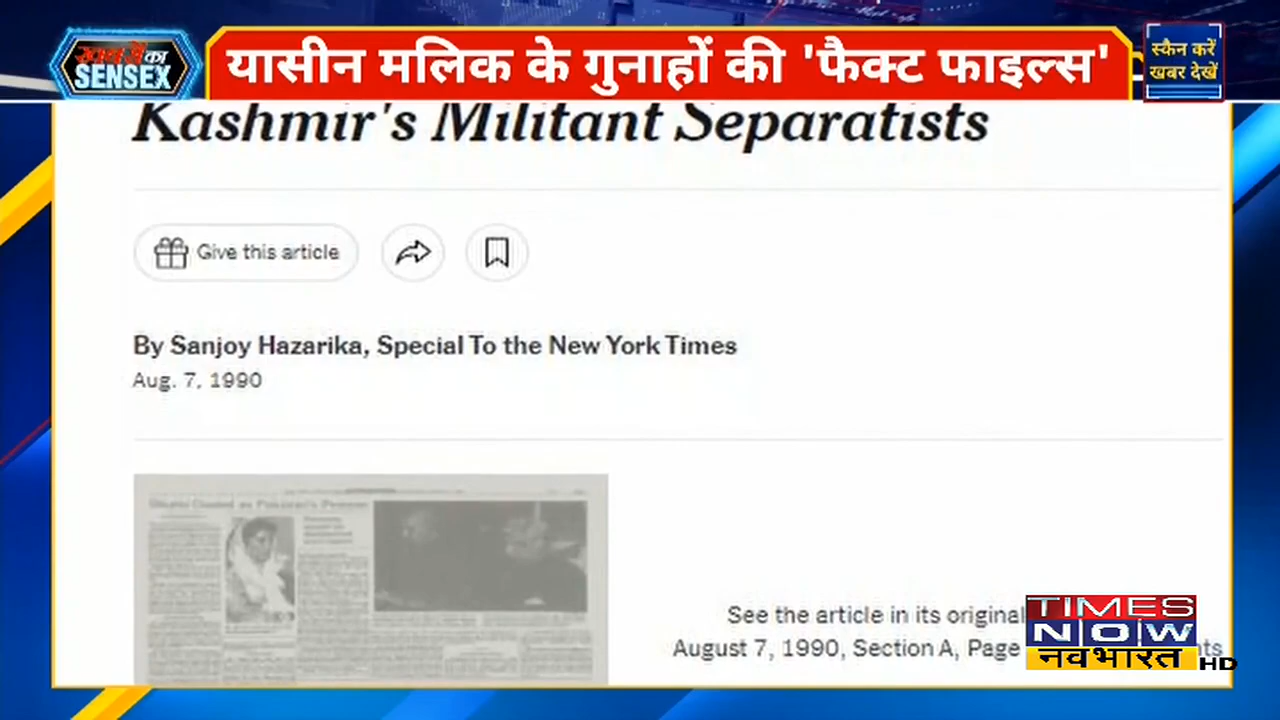 खबरों का
SENSEX
यासीन मलिक के गुनाहों की 'फैक्ट फाइल्स'
स्कैन करें
खबर देखें
Kashmir's Militant Separatists
Give this article
By Sanjoy Hazarika, Special To the New York Times
Aug. 7, 1990
See the article in its original
August 7, 1990, Section A, Page
TIMES
NOW
नवभारत HD